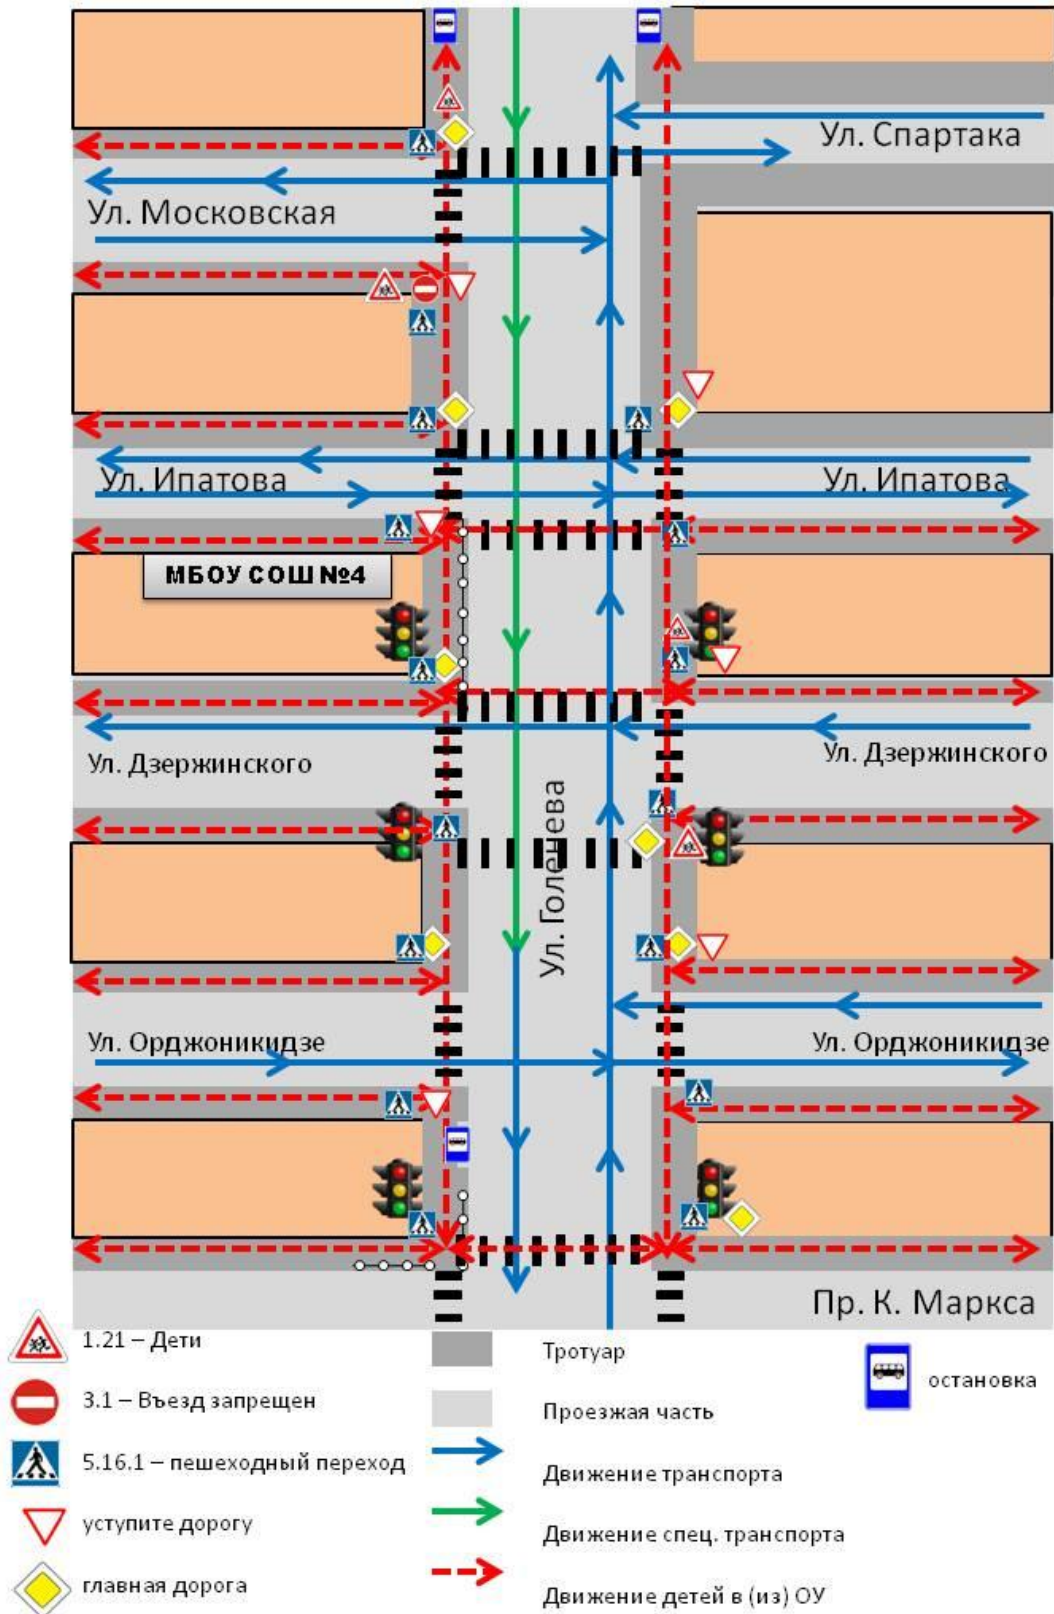 Ул. Спартака
Ул. Московская
Ул. Ипатова
Ул. Ипатова
МБОУ СОШ №4
Ул. Дзержинского
Ул. Дзержинского
Ул. Голенева
Ул. Орджоникидзе
Ул. Орджоникидзе
Пр. К. Маркса
1.21 – Дети
3.1 – Въезд запрещен
5.16.1 – пешеходный переход
уступите дорогу
главная дорога
Тротуар
Проезжая часть
Движение транспорта
Движение спец. транспорта
Движение детей в (из) ОУ
остановка